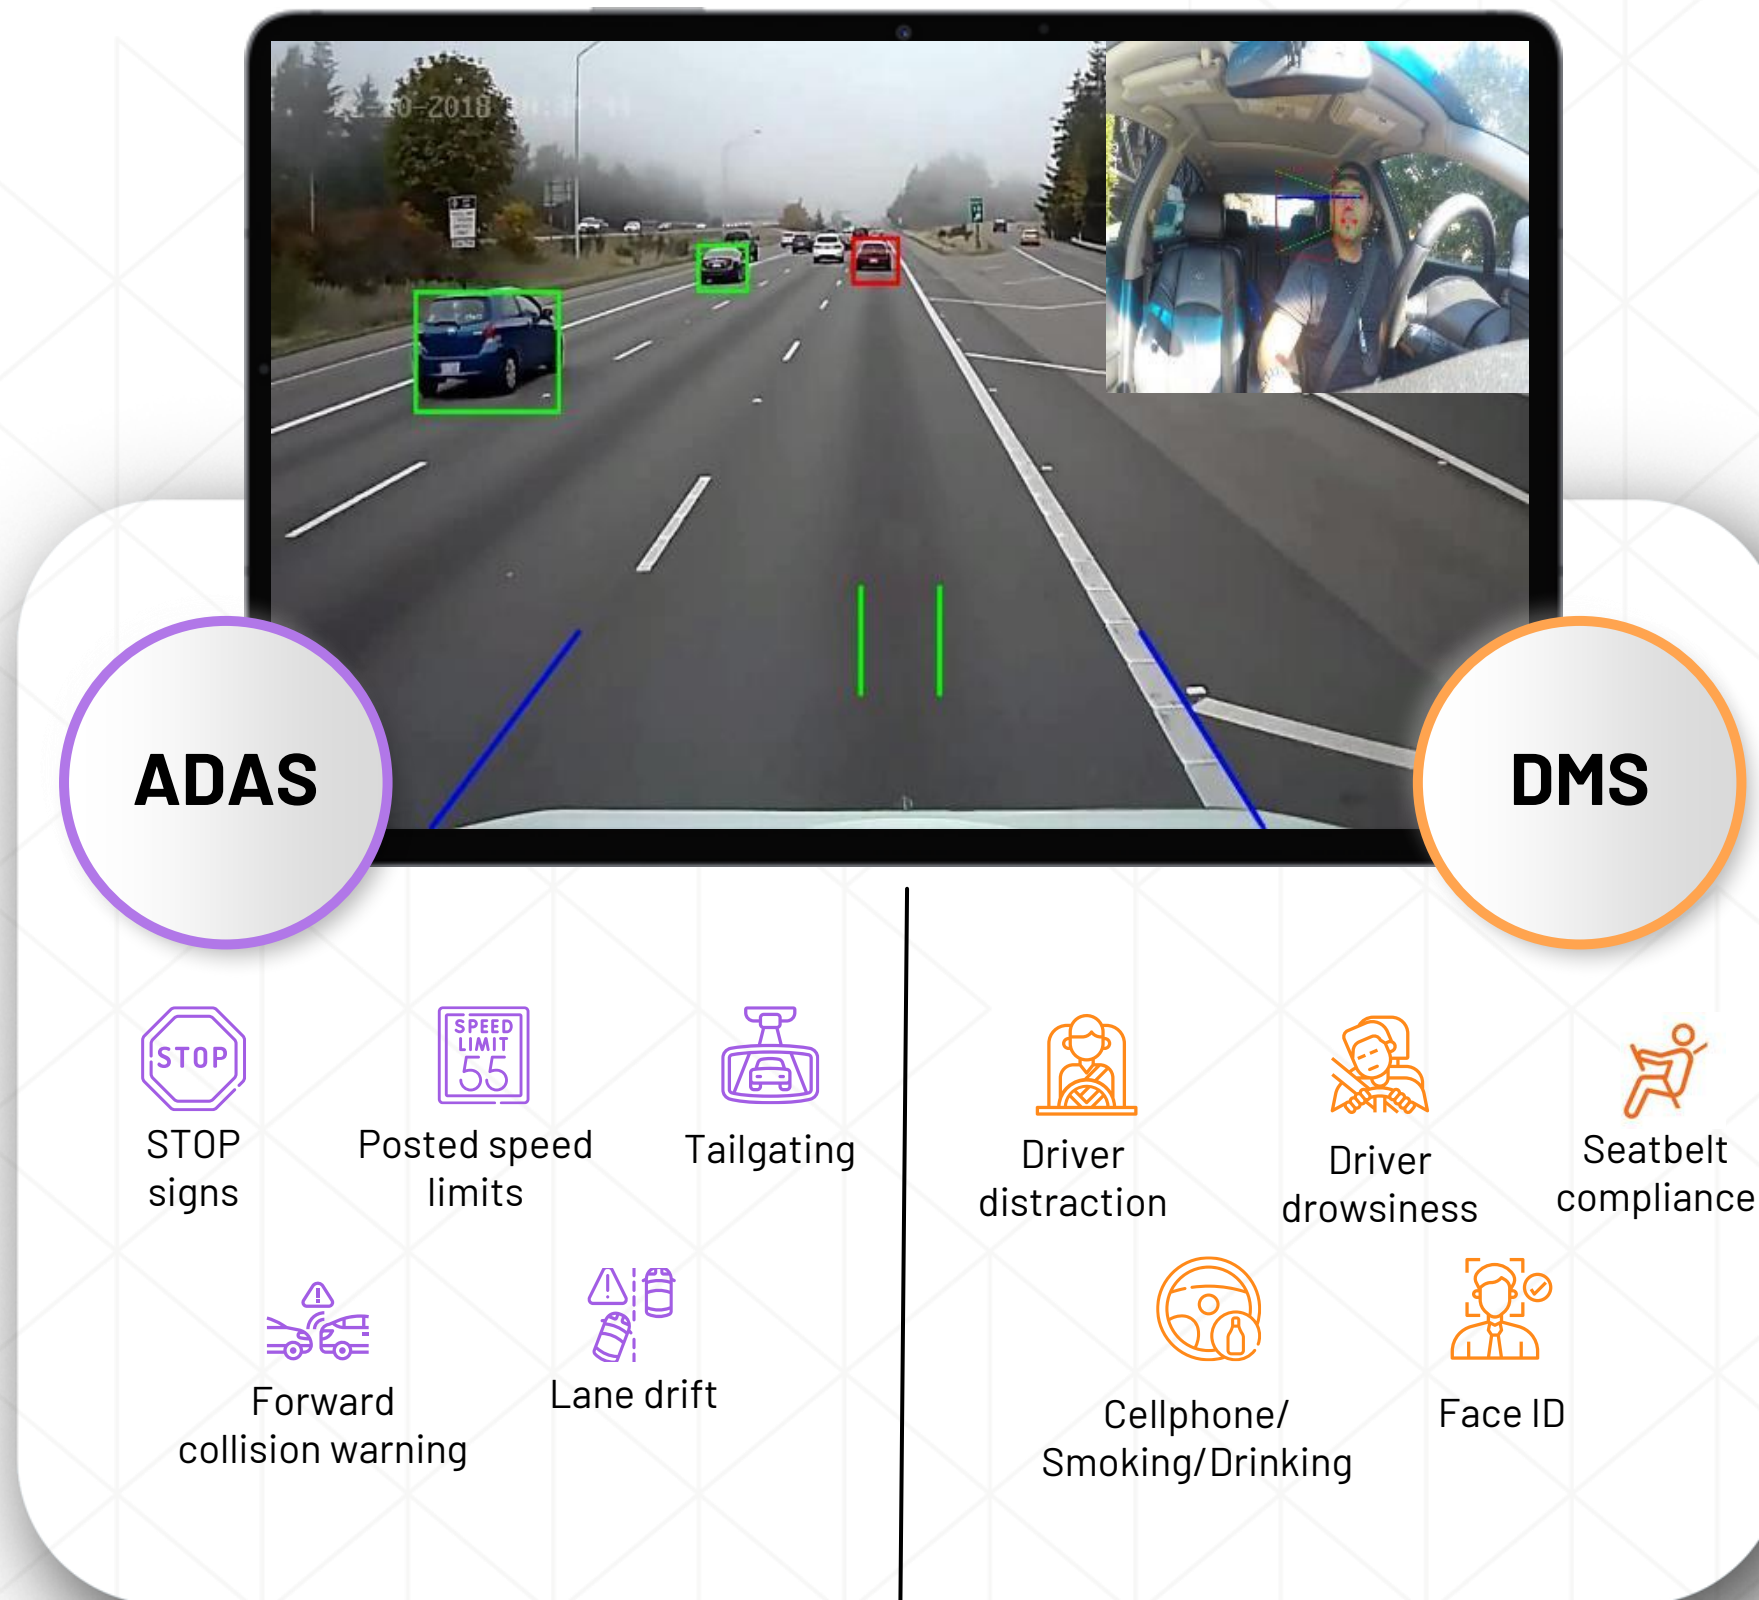 -2018
ADAS
DMS
STOP
SPEED
LIMIT
55
STOP
signs
Posted speed
limits
Tailgating
Driver
distraction
Driver
drowsiness
Seatbelt
compliance
Forward
collision warning
Lane drift
Cellphone/
Smoking/Drinking
Face ID